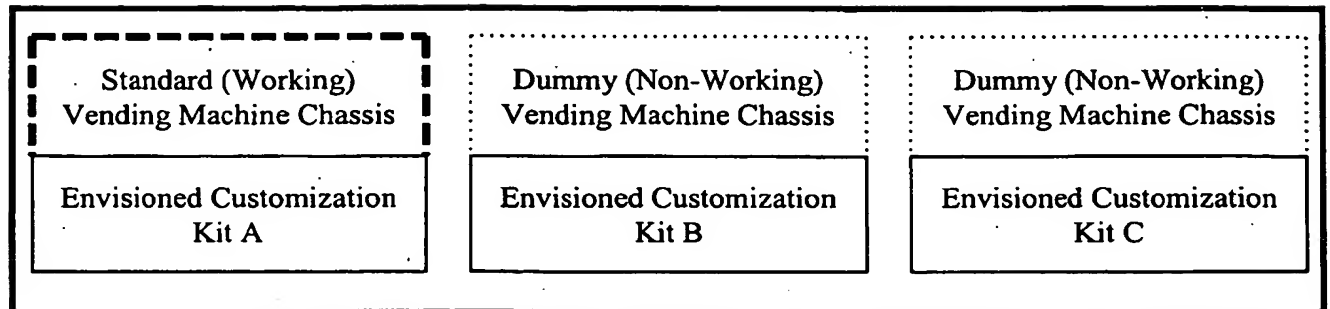 Standard (Working)
Vending Machine Chassis
Envisioned Customization
Kit A
Dummy (Non-Working)
Vending Machine Chassis
Envisioned Customization
Kit B
Dummy (Non-Working)
Vending Machine Chassis
Envisioned Customization
Kit C